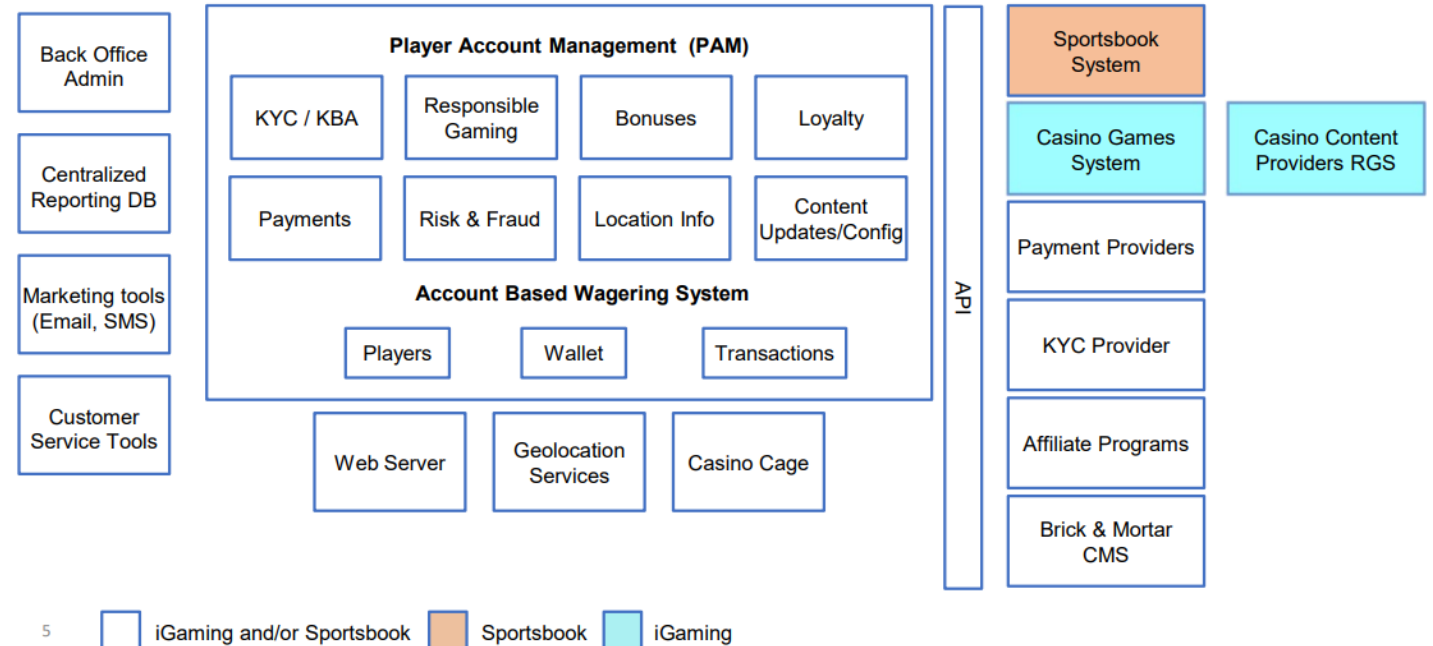 Back Office
Admin
Centralized
Reporting DB
Marketing tools
(Email, SMS)
Customer
Service Tools
Player Account Management (PAM)
KYC / KBA
Responsible
Gaming
Bonuses
Loyalty
Payments
Risk & Fraud
Location Info
Content
Updates/Config
Account Based Wagering System
Players
Wallet
Transactions
Web Server
Geolocation
Services
Casino Cage
API
Sportsbook
System
Casino Games
System
Casino Content
Providers RGS
Payment Providers
KYC Provider
Affiliate Programs
Brick & Mortar
CMS
5
iGaming and/or Sportsbook
Sportsbook
iGaming